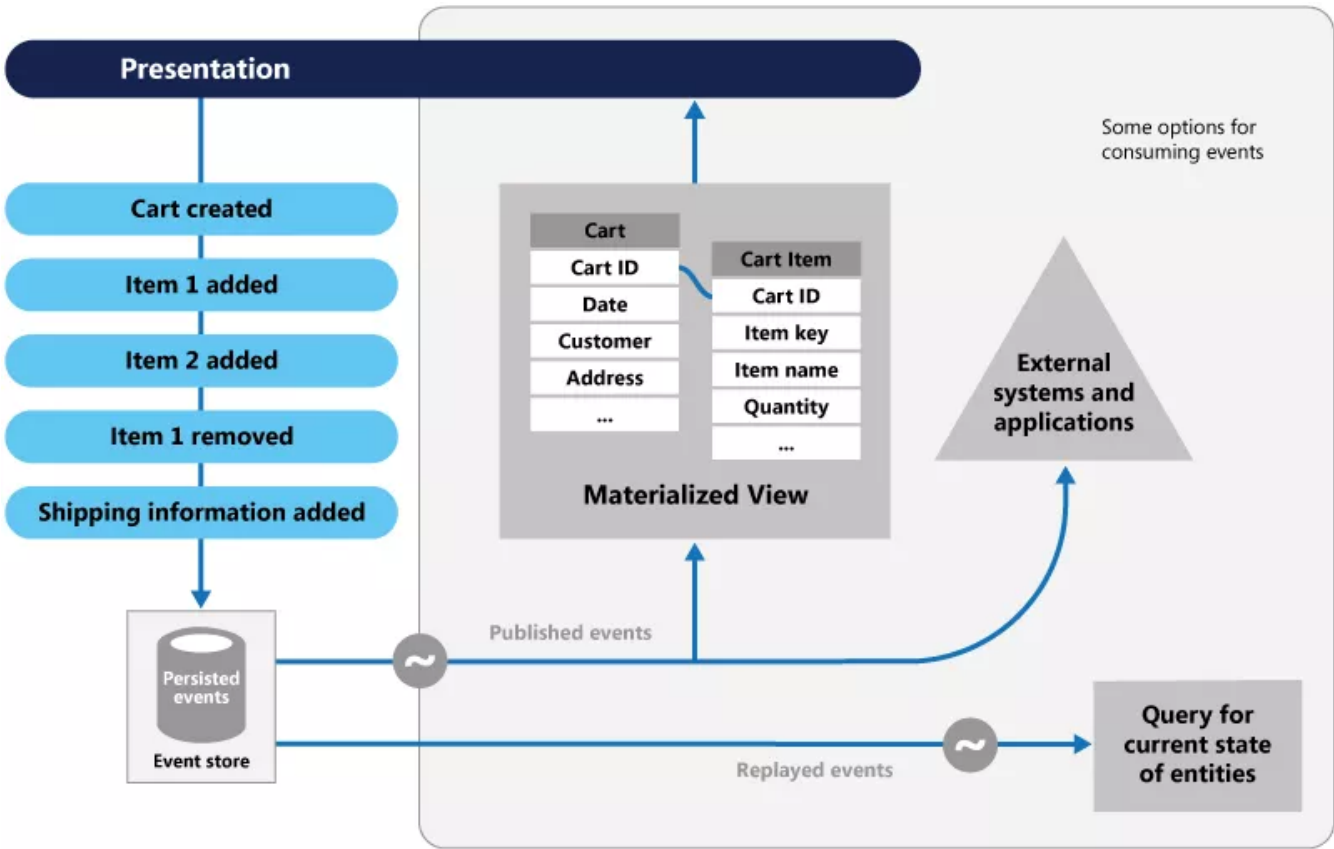 Presentation
Some options for
consuming events
Cart created
Item 1 added
Item 2 added
Item 1 removed
Shipping information added
Cart
Cart ID
Date
Customer
Address
...
Cart Item
Cart ID
Item key
Item name
Quantity
...
Materialized View
External
systems and
applications
Persisted
events
Event store
~
Published events
~
Replayed events
Query for
current state
of entities